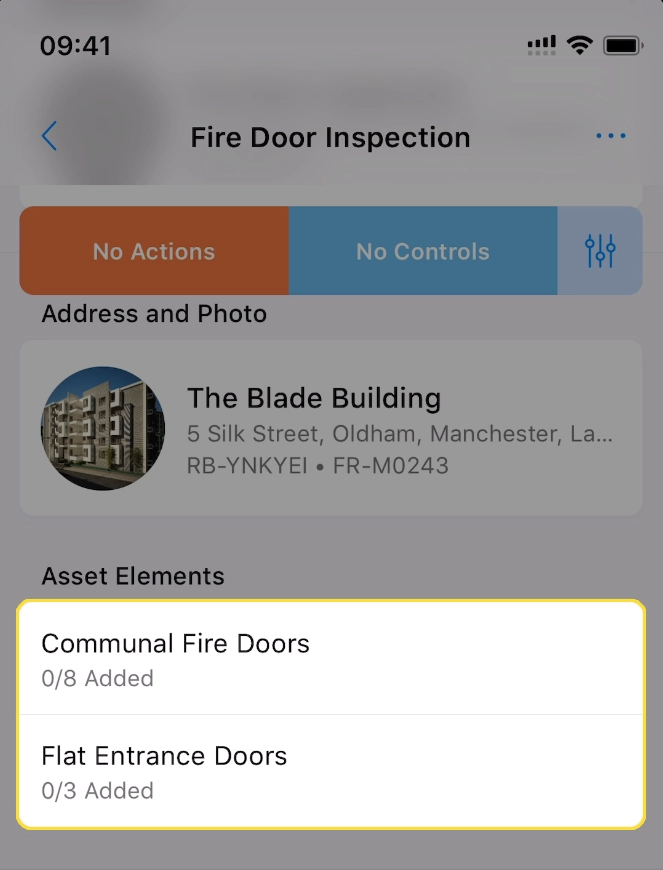 09:41
Fire Door Inspection
No Actions
No Controls
Address and Photo
The Blade Building
5 Silk Street, Oldham, Manchester, La...
RB-YNKYEI • FR-M0243
Asset Elements
Communal Fire Doors
0/8 Added
Flat Entrance Doors
0/3 Added